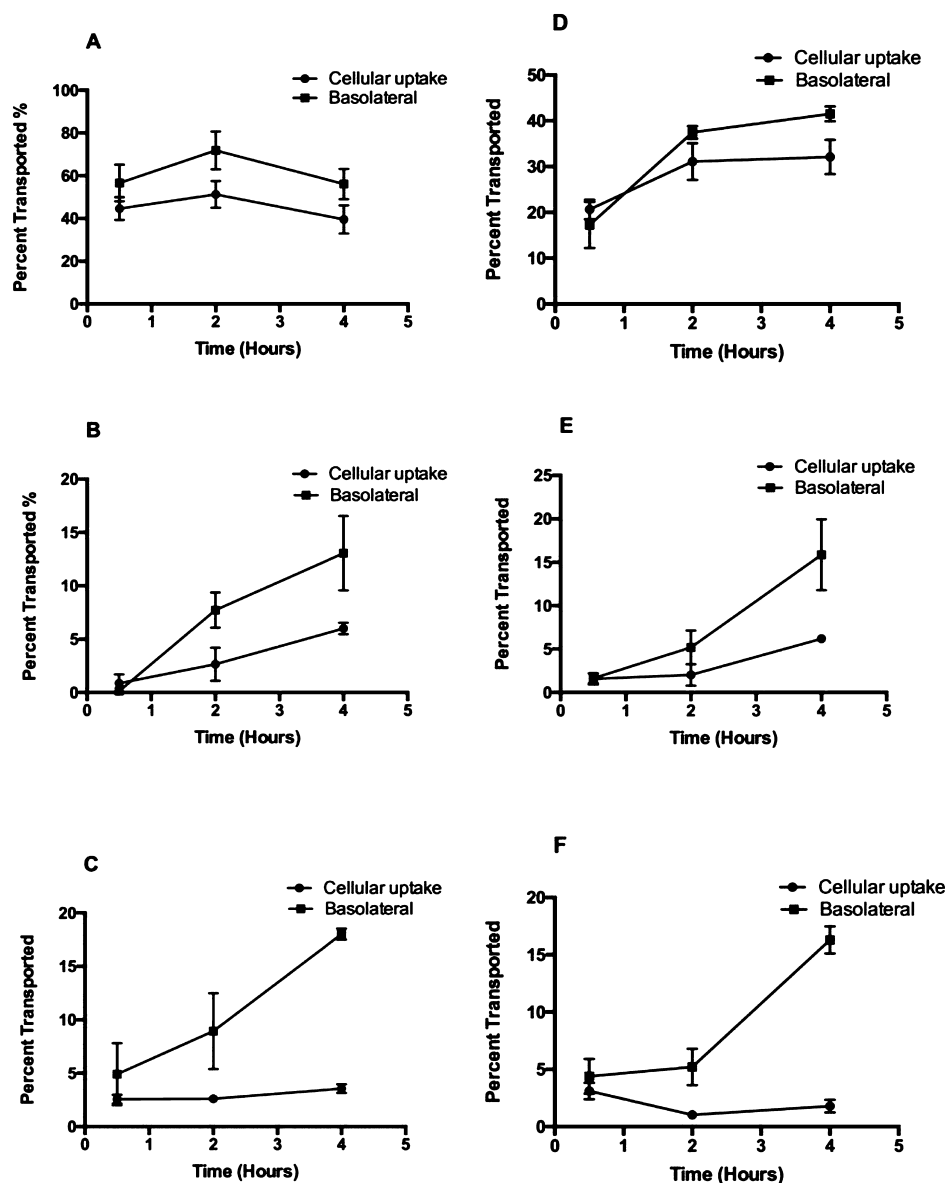 A
Cellular uptake
Basolateral
Percent Transported %
100
80
60
40
20
0
0 1 2 3 4 5
Time (Hours)
D
Cellular uptake
Basolateral
Percent Transported
50
40
30
20
10
0
0 1 2 3 4 5
Time (Hours)
B
Cellular uptake
Basolateral
Percent Transported %
20
15
10
5
0
0 1 2 3 4 5
Time (Hours)
E
Cellular uptake
Basolateral
Percent Transported
25
20
15
10
5
0
0 1 2 3 4 5
Time (Hours)
C
Cellular uptake
Basolateral
Percent Transported
20
15
10
5
0
0 1 2 3 4 5
Time (Hours)
F
Cellular uptake
Basolateral
Percent Transported
20
15
10
5
0
0 1 2 3 4 5
Time (Hours)